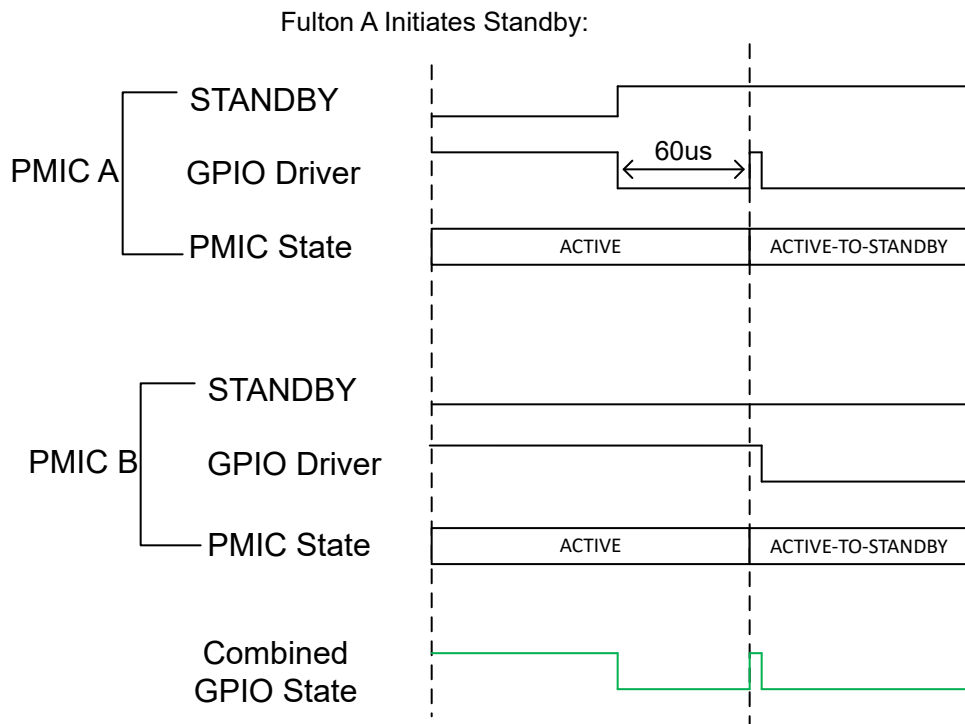 Fulton A Initiates Standby:
STANDBY
60us
PMIC A
GPIO Driver
PMIC State
ACTIVE
ACTIVE-TO-STANDBY
STANDBY
PMIC B
GPIO Driver
PMIC State
ACTIVE
ACTIVE-TO-STANDBY
Combined
GPIO State